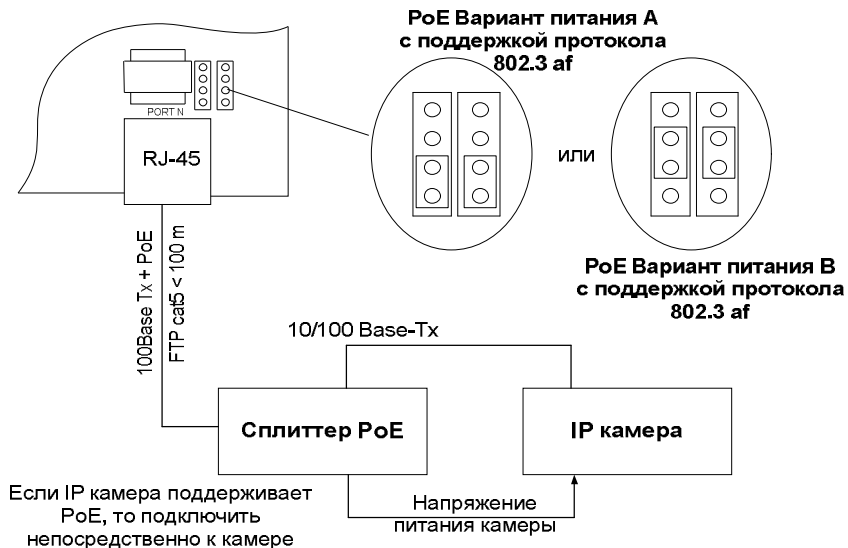 PoE Вариант питания А
с поддержкой протокола
802.3 af
PORT N
RJ-45
или
PoE Вариант питания В
с поддержкой протокола
802.3 af
100Base Tx + PoE
FTP cat5 < 100 m
10/100 Base-Tx
Сплиттер PoE
IP камера
Если IP камера поддерживает
PoE, то подключить
непосредственно к камере
Напряжение
питания камеры